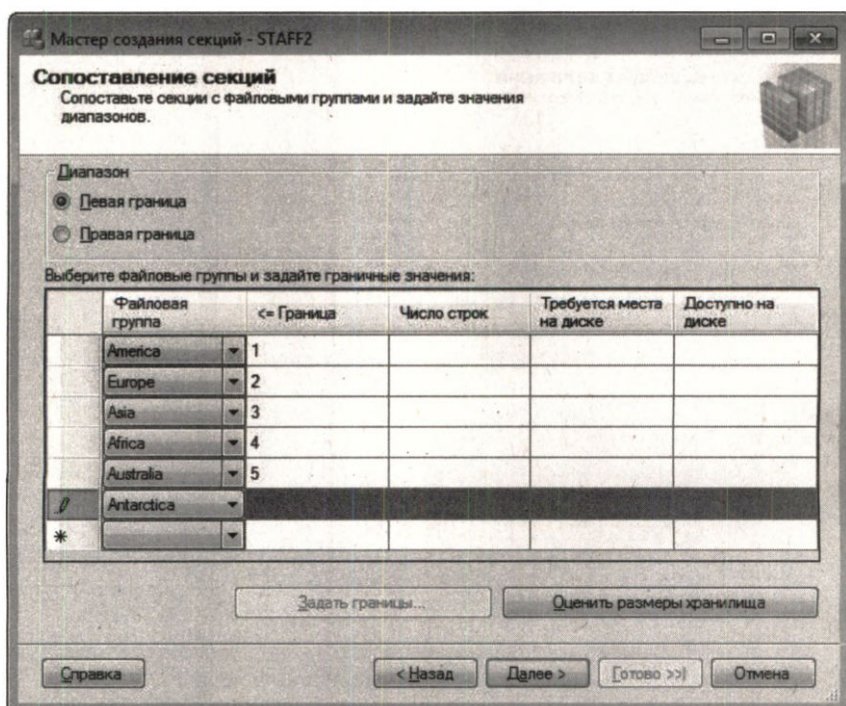 Мастер создания секций - STAFF2
Сопоставление секций
Сопоставьте секции с файловыми группами и задайте значения
диапазонов.
Диапазон
Левая граница
Правая граница
Выберите файловые группы и задайте граничные значения:
Файловая группа <= Граница Число строк Требуется места на диске Доступно на диске
America 1
Europe 2
Asia 3
Africa 4
Australia 5
Antarctica
*
Задать границы... Оценить размеры хранилища
Справка < Назад Далее > Готово >>| Отмена